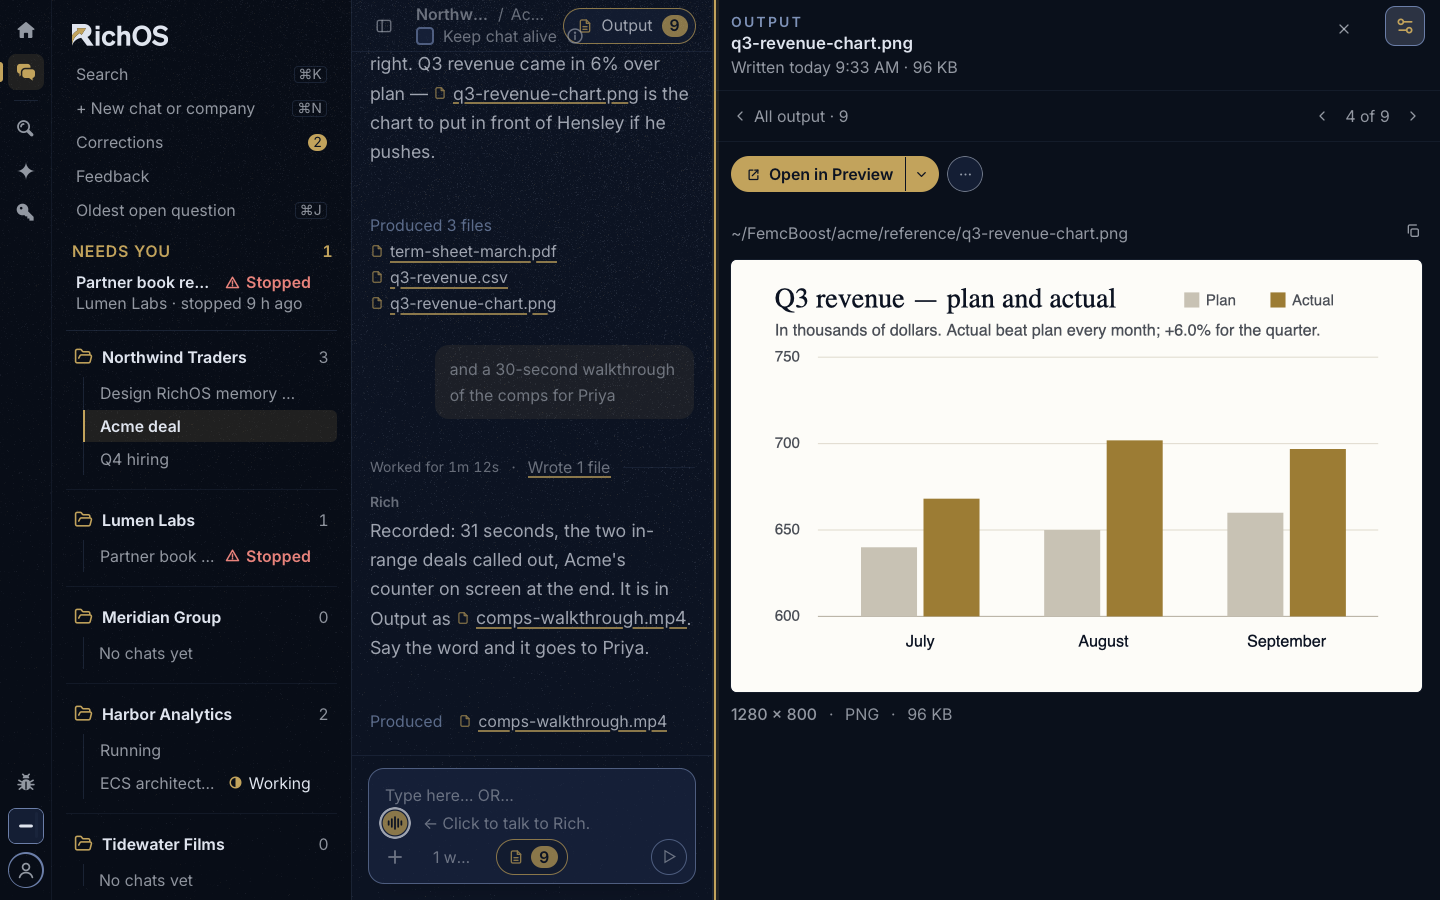 RichOS
Search ⌘K
+ New chat or company ⌘N
Corrections 2
Feedback
Oldest open question ⌘J
NEEDS YOU 1
Partner book re... Stopped
Lumen Labs · stopped 9 h ago
Northwind Traders 3
Design RichOS memory ...
Acme deal
Q4 hiring
Lumen Labs 1
Partner book ... Stopped
Meridian Group 0
No chats yet
Harbor Analytics 2
Running
ECS architect... Working
Tidewater Films 0
No chats yet
Northw... / Ac...
Keep chat alive
Output 9
right. Q3 revenue came in 6% over
plan — q3-revenue-chart.png is the
chart to put in front of Hensley if he
pushes.
Produced 3 files
term-sheet-march.pdf
q3-revenue.csv
q3-revenue-chart.png
and a 30-second walkthrough
of the comps for Priya
Worked for 1m 12s · Wrote 1 file
Rich
Recorded: 31 seconds, the two in-
range deals called out, Acme's
counter on screen at the end. It is in
Output as comps-walkthrough.mp4.
Say the word and it goes to Priya.
Produced comps-walkthrough.mp4
Type here... OR...
← Click to talk to Rich.
1 w... 9
OUTPUT
q3-revenue-chart.png
Written today 9:33 AM · 96 KB
All output · 9
4 of 9
Open in Preview
~/FemcBoost/acme/reference/q3-revenue-chart.png
Q3 revenue — plan and actual
Plan Actual
In thousands of dollars. Actual beat plan every month; +6.0% for the quarter.
750
700
650
600
July August September
1280 × 800 · PNG · 96 KB